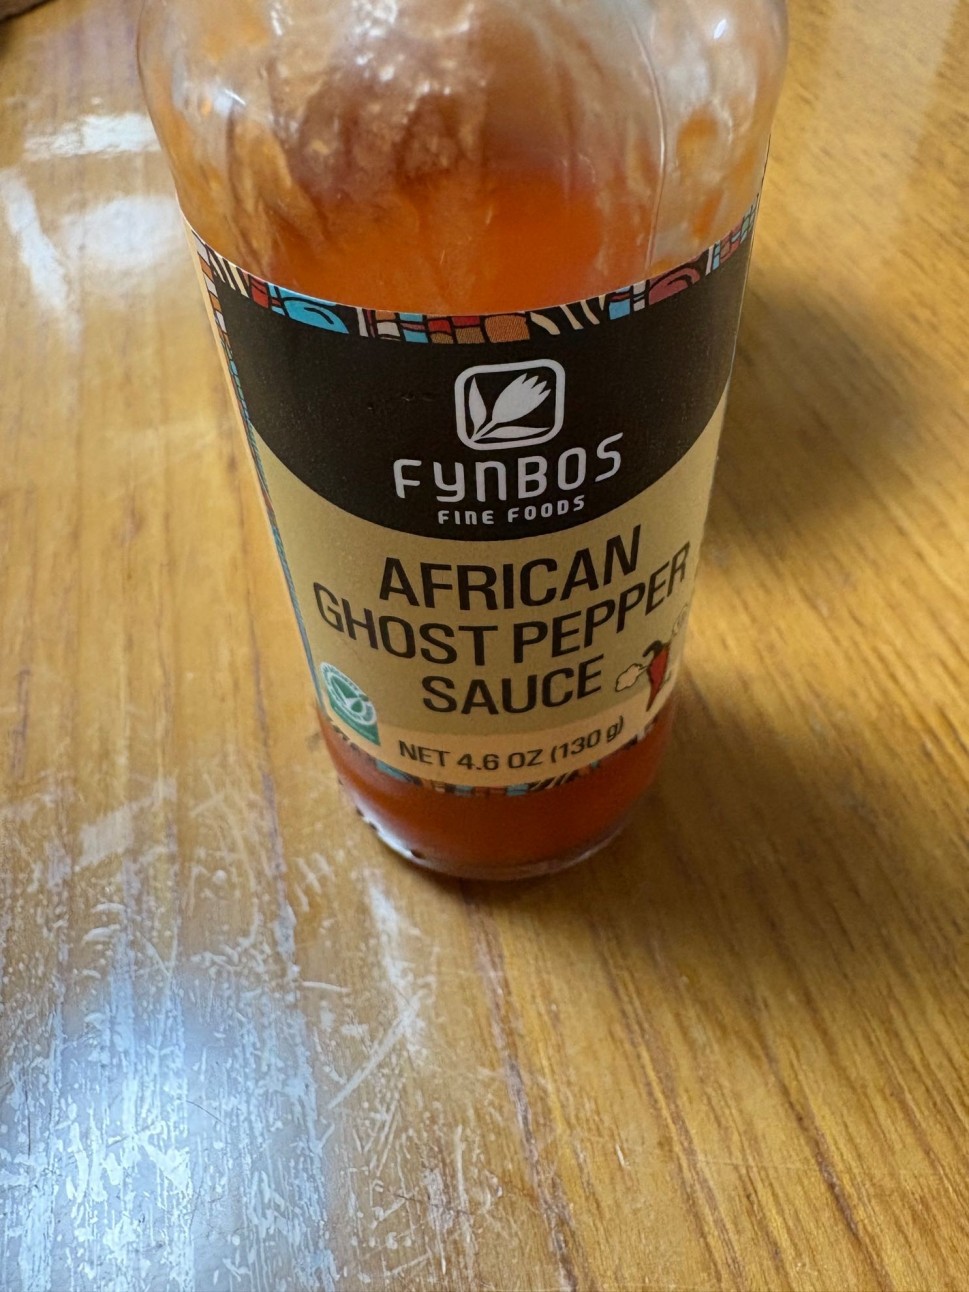 FYNBOS
FINE FOODS
AFRICAN
GHOST PEPPER
SAUCE
NET 4.6 OZ (130 g)